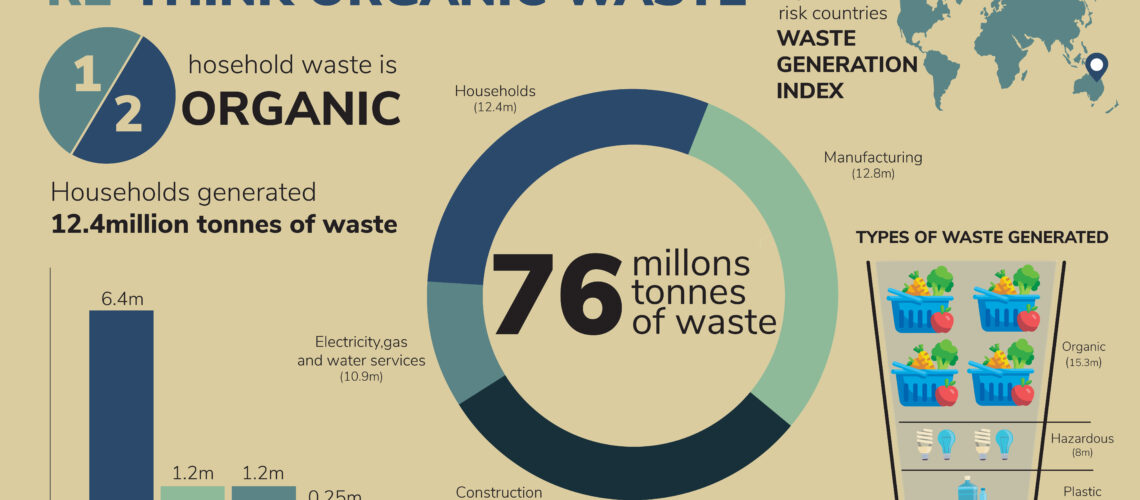 RE-THINK ORGANIC WASTE
risk countries
WASTE
GENERATION
INDEX
1
2
hosehold waste is
ORGANIC
Households generated
12.4million tonnes of waste
6.4m
1.2m
1.2m
0.25m
Households
(12.4m)
Manufacturing
(12.8m)
76
millons
tonnes
of waste
Electricity,gas
and water services
(10.9m)
Construction
TYPES OF WASTE GENERATED
Organic
(15.3m)
Hazardous
(8m)
Plastic